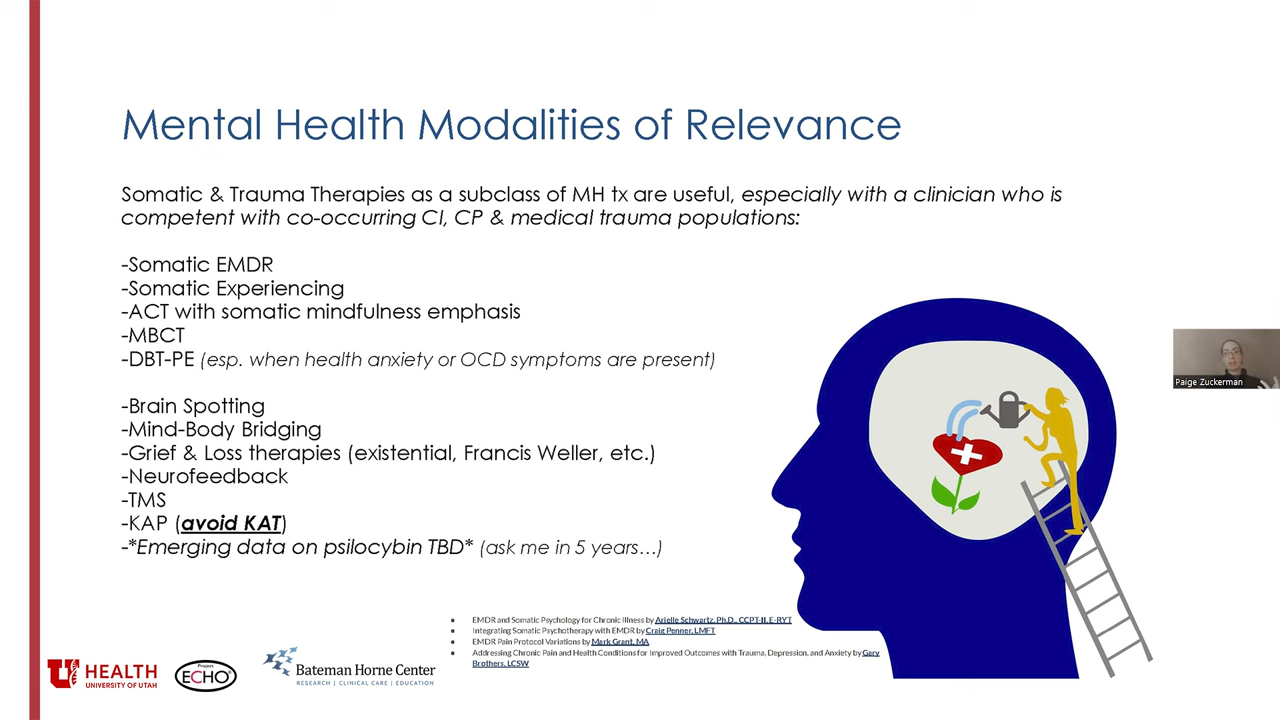 Mental Health Modalities of Relevance
Somatic & Trauma Therapies as a subclass of MH tx are useful, especially with a clinician who is
competent with co-occurring CI, CP & medical trauma populations:
-Somatic EMDR
-Somatic Experiencing
-ACT with somatic mindfulness emphasis
-MBCT
-DBT-PE (esp. when health anxiety or OCD symptoms are present)
-Brain Spotting
-Mind-Body Bridging
-Grief & Loss therapies (existential, Francis Weller, etc.)
-Neurofeedback
-TMS
-KAP (avoid KAT)
-*Emerging data on psilocybin TBD* (ask me in 5 years…)
Paige Zuckerman
● EMDR and Somatic Psychology for Chronic Illness by Arielle Schwartz, Ph.D., CCPT-II, E-RYT
● Integrating Somatic Psychotherapy with EMDR by Craig Penner, LMFT
● EMDR Pain Protocol Variations by Mark Grant, MA
● Addressing Chronic Pain and Health Conditions for Improved Outcomes with Trauma, Depression, and Anxiety by Gary
Brothers, LCSW
U HEALTH
UNIVERSITY OF UTAH
Project
ECHO®
Bateman Horne Center
RESEARCH | CLINICAL CARE | EDUCATION